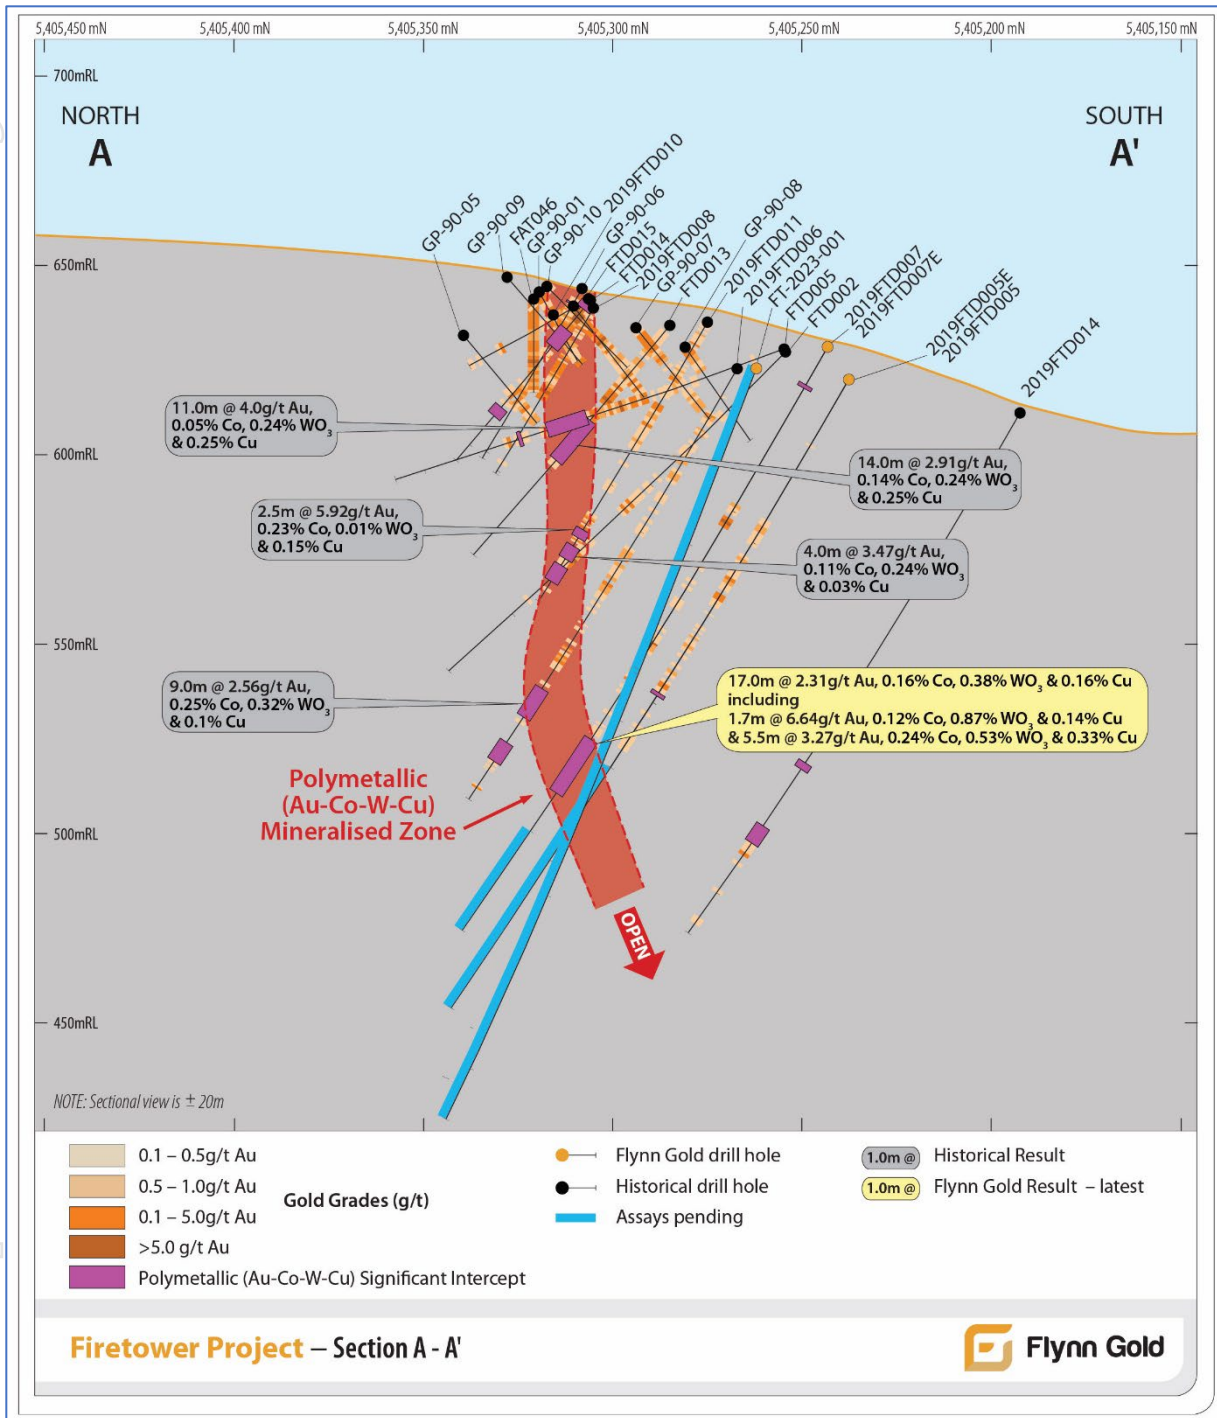 5,405,450 mN
5,405,400 mN
5,405,350 mN
5,405,300 mN
5,405,250 mN
5,405,200 mN
5,405,150 mN
700mRL
NORTH
A
SOUTH
A'
650mRL
GP-90-05
GP-90-09
FAT046
GP-90-01
GP-90-10
2019FTD010
GP-90-06
FTD015
FTD014
2019FTD008
GP-90-07
FTD013
GP-90-08
2019FTD011
2019FTD006
FT-2023-001
FTD005
FTD002
2019FTD007
2019FTD007E
2019FTD005E
2019FTD005
2019FTD014
11.0m @ 4.0g/t Au,
0.05% Co, 0.24% WO₃
& 0.25% Cu
600mRL
14.0m @ 2.91g/t Au,
0.14% Co, 0.24% WO₃
& 0.25% Cu
2.5m @ 5.92g/t Au,
0.23% Co, 0.01% WO₃
& 0.15% Cu
4.0m @ 3.47g/t Au,
0.11% Co, 0.24% WO₃
& 0.03% Cu
550mRL
9.0m @ 2.56g/t Au,
0.25% Co, 0.32% WO₃
& 0.1% Cu
17.0m @ 2.31g/t Au, 0.16% Co, 0.38% WO₃ & 0.16% Cu
including
1.7m @ 6.64g/t Au, 0.12% Co, 0.87% WO₃ & 0.14% Cu
& 5.5m @ 3.27g/t Au, 0.24% Co, 0.53% WO₃ & 0.33% Cu
Polymetallic
(Au-Co-W-Cu)
Mineralised Zone
500mRL
OPEN
450mRL
NOTE: Sectional view is ± 20m
0.1 – 0.5g/t Au
0.5 – 1.0g/t Au
0.1 – 5.0g/t Au
>5.0 g/t Au
Polymetallic (Au-Co-W-Cu) Significant Intercept
Gold Grades (g/t)
Flynn Gold drill hole
Historical drill hole
Assays pending
1.0m @ Historical Result
1.0m @ Flynn Gold Result – latest
Firetower Project – Section A - A'
Flynn Gold